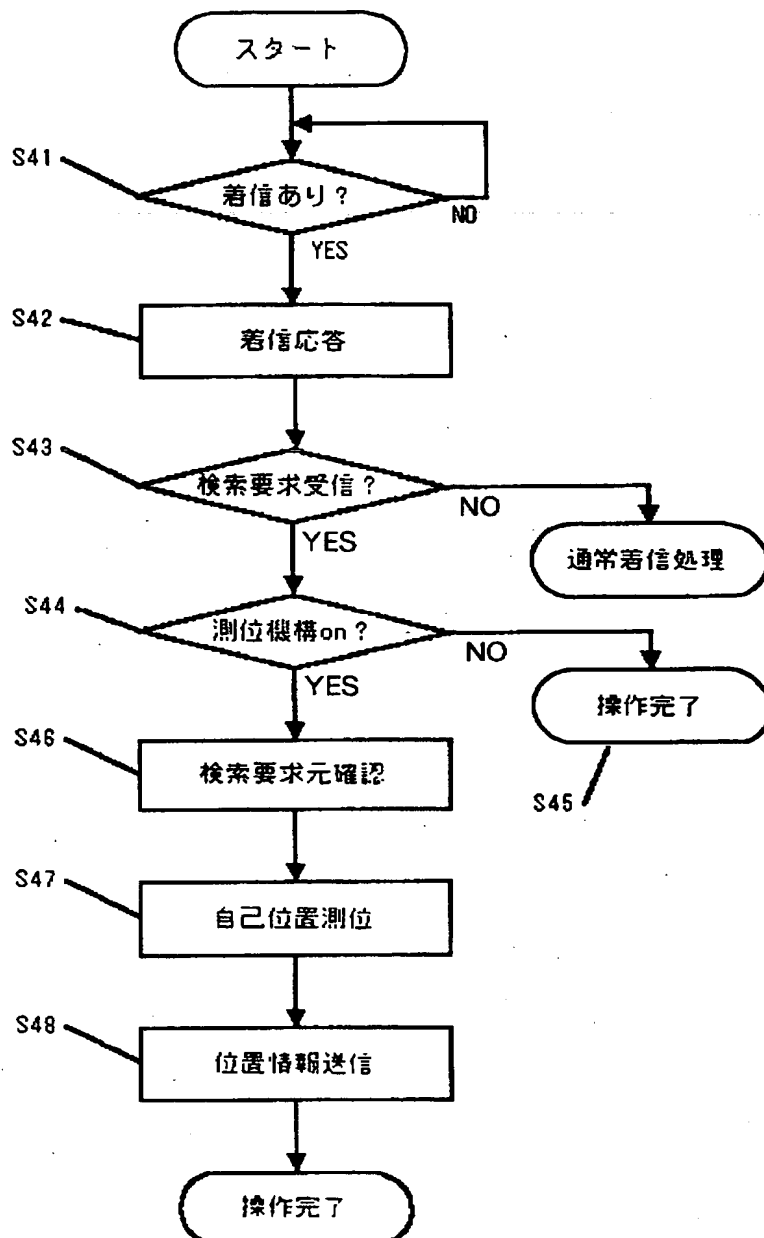 スタート
S41
着信あり？
NO
YES
S42
着信応答
S43
検索要求受信？
NO
YES
通常着信処理
S44
測位機構on？
NO
YES
操作完了
S45
S46
検索要求元確認
S47
自己位置測位
S48
位置情報送信
操作完了